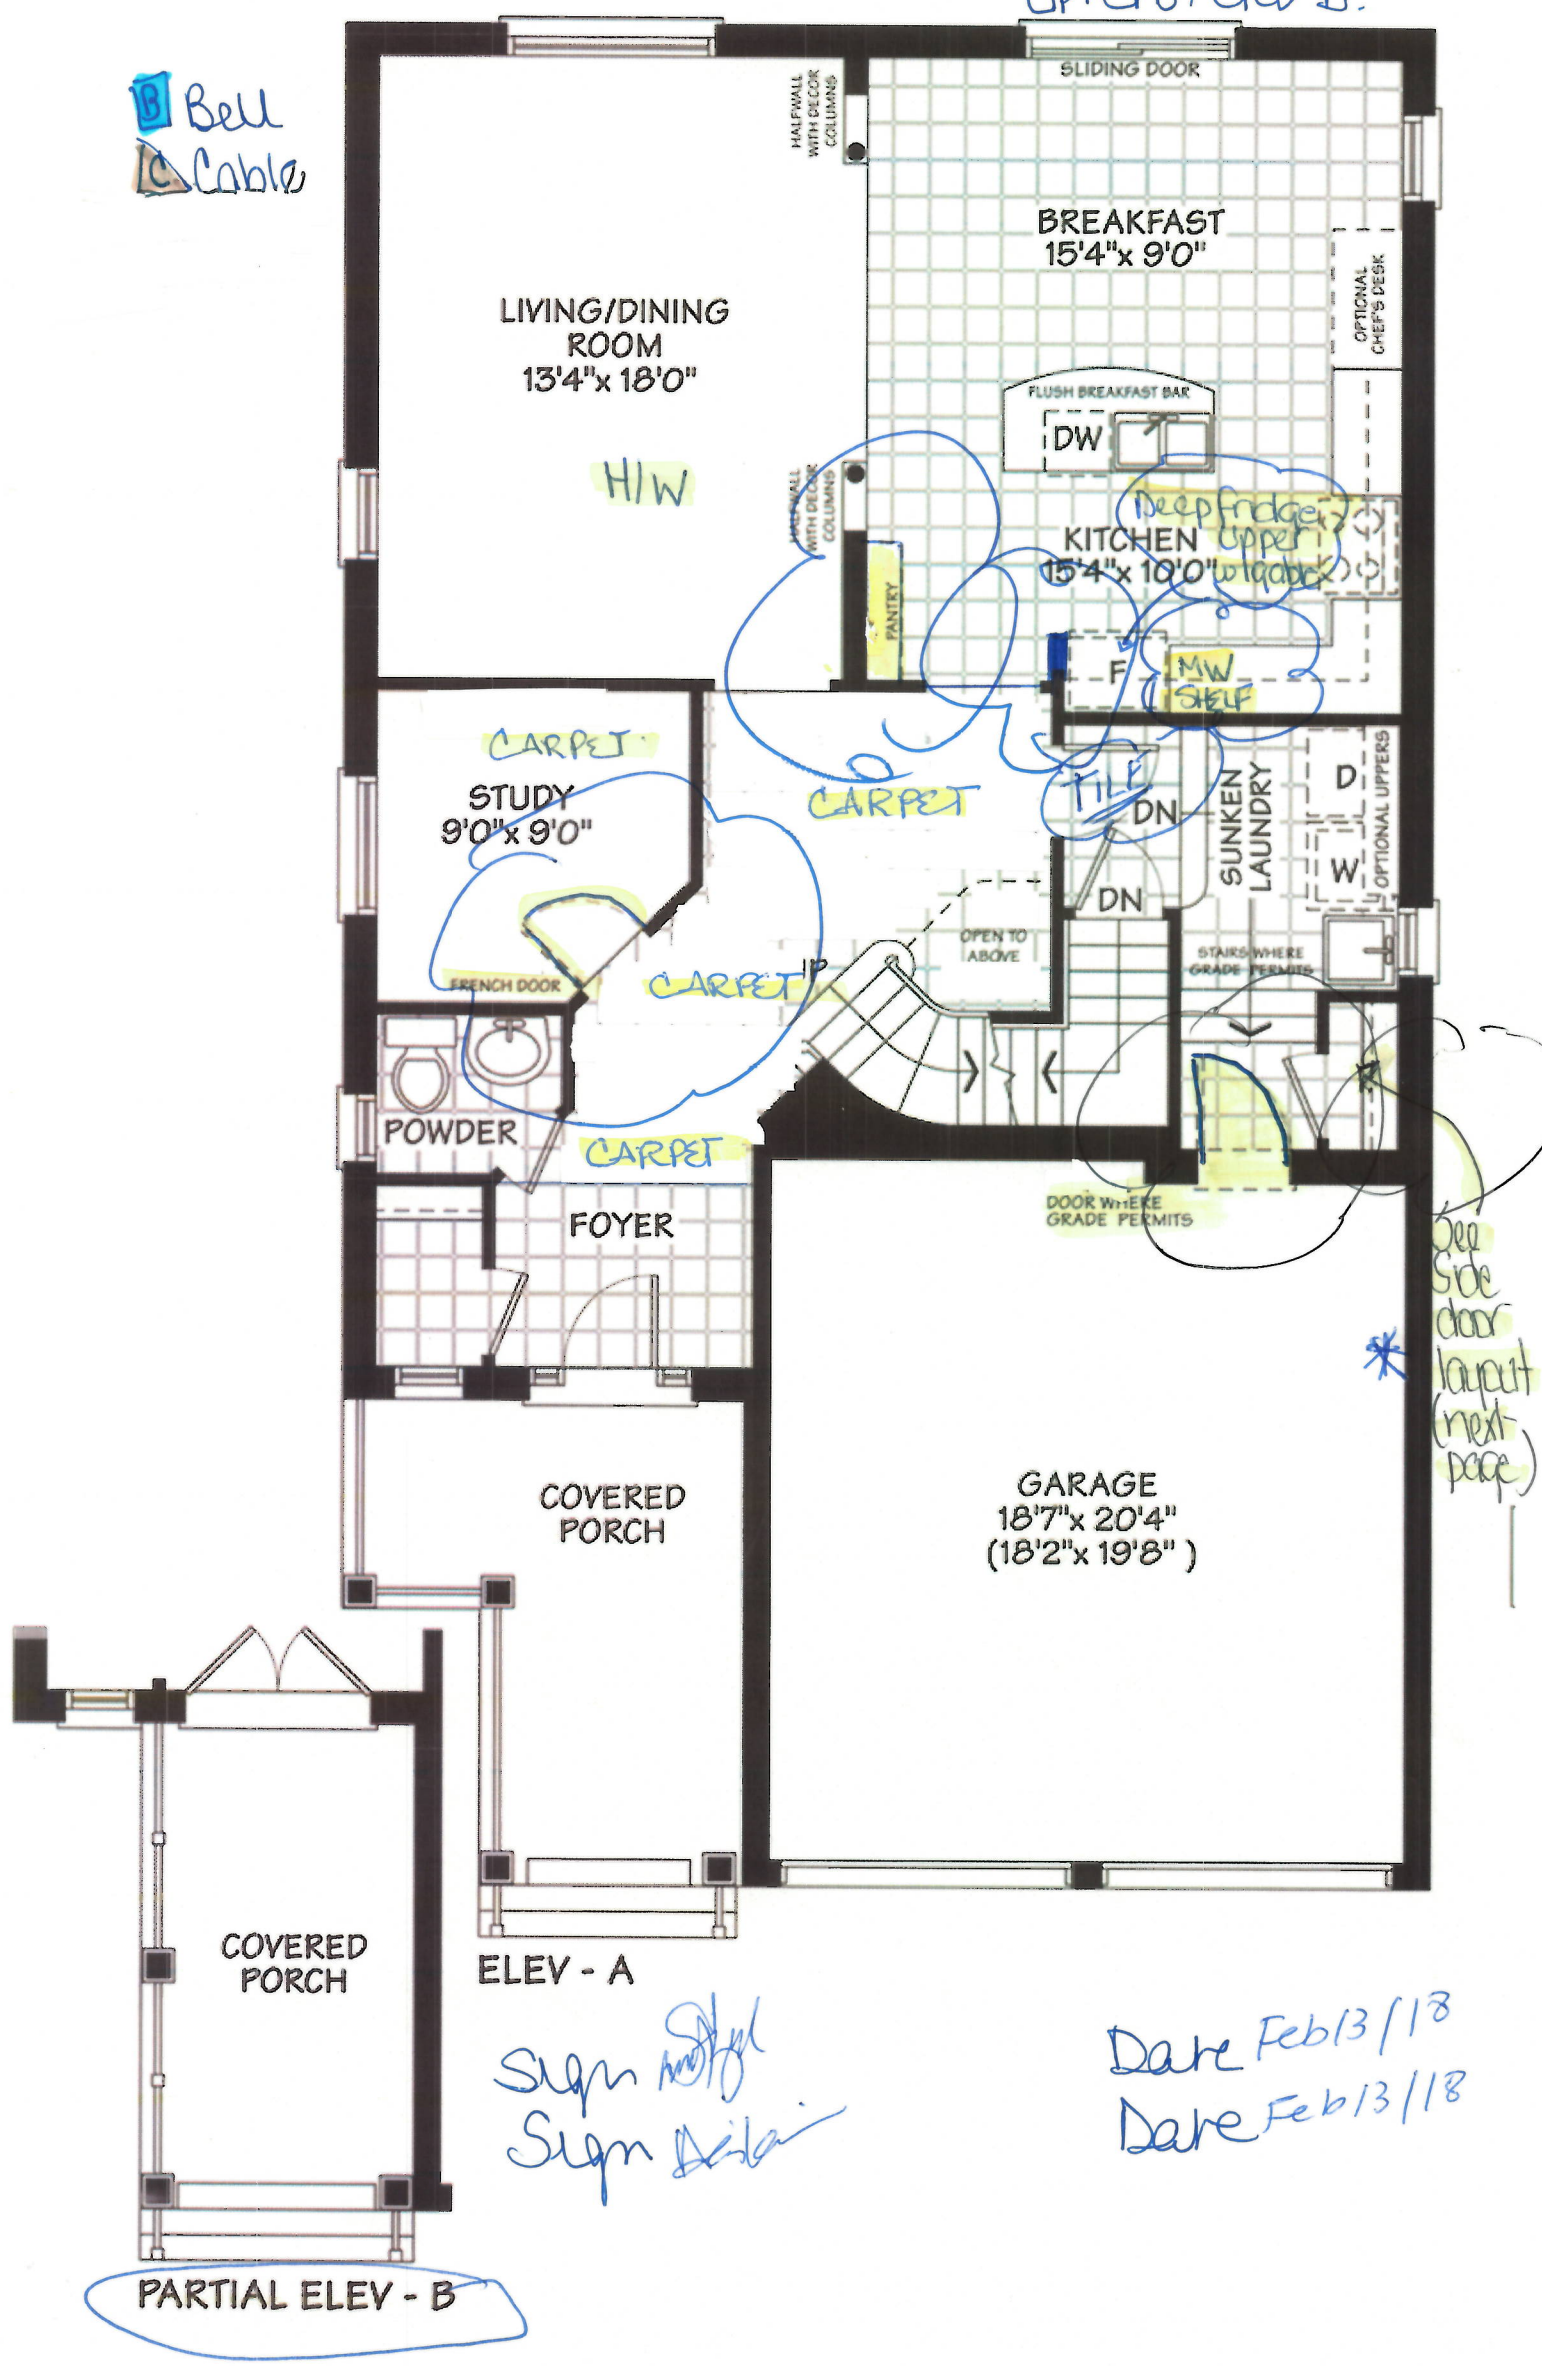 B Bell
C Cable
SLIDING DOOR
HALFWALL
WITH DECOR
COLUMNS
BREAKFAST
15'4"x 9'0"
OPTIONAL
CHEF'S DESK
LIVING/DINING
ROOM
13'4"x 18'0"
FLUSH BREAKFAST BAR
DW
H/W
HALFWALL
WITH DECOR
COLUMNS
Deep fridge
upper
w/gable
KITCHEN
15'4"x 10'0"
PANTRY
F
MW
SHELF
CARPET
STUDY
9'0"x 9'0"
CARPET
TILE
DN
SUNKEN
LAUNDRY
D
W
OPTIONAL UPPERS
DN
OPEN TO
ABOVE
STAIRS WHERE
GRADE PERMITS
FRENCH DOOR
CARPET
UP
POWDER
CARPET
FOYER
DOOR WHERE
GRADE PERMITS
See
side
door
layout
(next
page)
COVERED
PORCH
GARAGE
18'7"x 20'4"
(18'2"x 19'8")
COVERED
PORCH
ELEV - A
Sign
Date Feb 13/18
Sign
Date Feb 13/18
PARTIAL ELEV - B